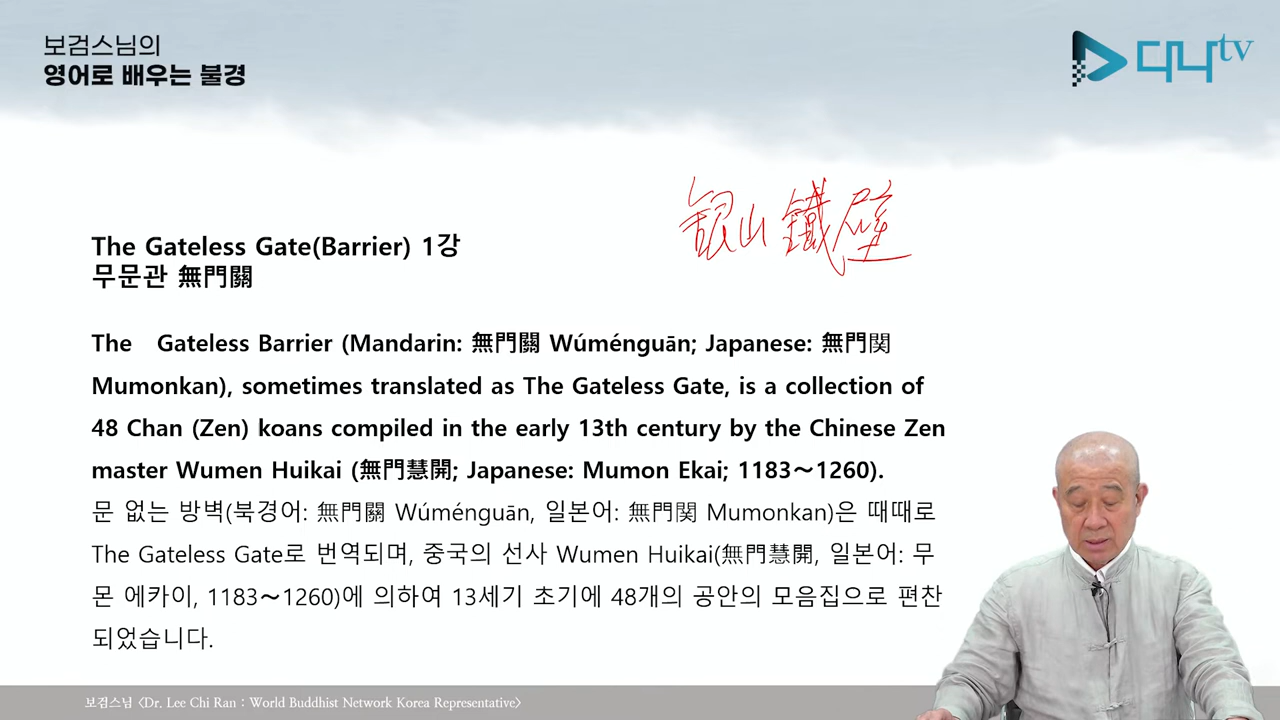 보검스님의
영어로 배우는 불경
디나tv
銀山鐵壁
The Gateless Gate(Barrier) 1강
무문관 無門關
The Gateless Barrier (Mandarin: 無門關 Wúménguān; Japanese: 無門関
Mumonkan), sometimes translated as The Gateless Gate, is a collection of
48 Chan (Zen) koans compiled in the early 13th century by the Chinese Zen
master Wumen Huikai (無門慧開; Japanese: Mumon Ekai; 1183～1260).
문 없는 방벽(북경어: 無門關 Wúménguān, 일본어: 無門関 Mumonkan)은 때때로
The Gateless Gate로 번역되며, 중국의 선사 Wumen Huikai(無門慧開, 일본어: 무
몬 에카이, 1183～1260)에 의하여 13세기 초기에 48개의 공안의 모음집으로 편찬
되었습니다.
보검스님 <Dr. Lee Chi Ran : World Buddhist Network Korea Representative>